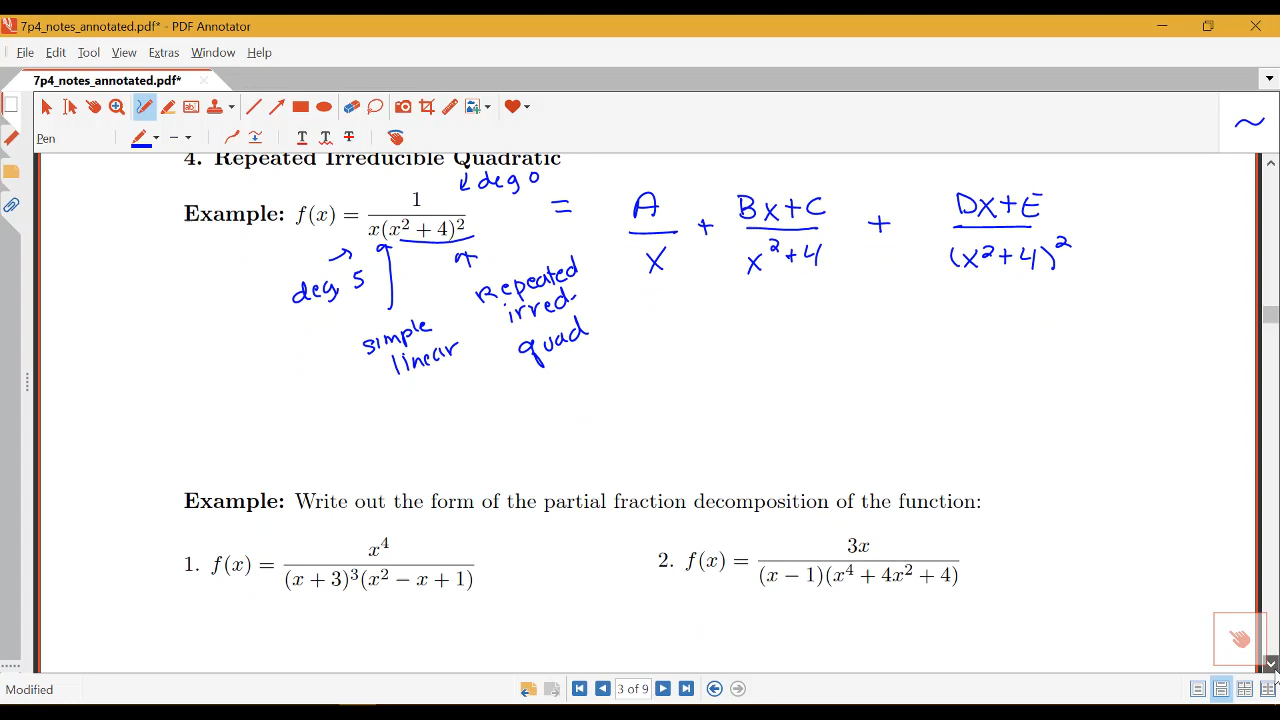 7p4_notes_annotated.pdf* - PDF Annotator
File Edit Tool View Extras Window Help
7p4_notes_annotated.pdf*
Pen
4. Repeated Irreducible Quadratic
deg 0
Example: f(x) = 1 / (x(x² + 4)²) = A/x + (Bx+C)/(x²+4) + (Dx+E)/(x²+4)²
deg 5
simple
linear
Repeated
irred.
quad
Example: Write out the form of the partial fraction decomposition of the function:
1. f(x) = x⁴ / ((x + 3)³(x² − x + 1))
2. f(x) = 3x / ((x − 1)(x⁴ + 4x² + 4))
Modified
3 of 9